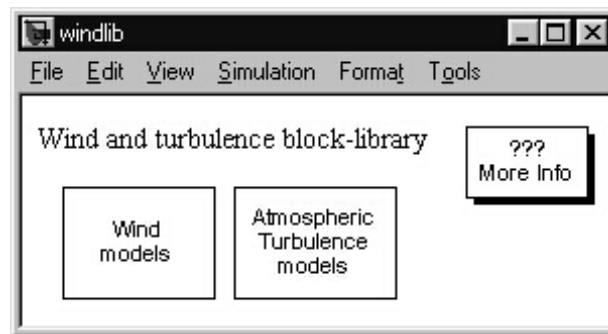 windlib
File Edit View Simulation Format Tools
Wind and turbulence block-library
???
More Info
Wind
models
Atmospheric
Turbulence
models